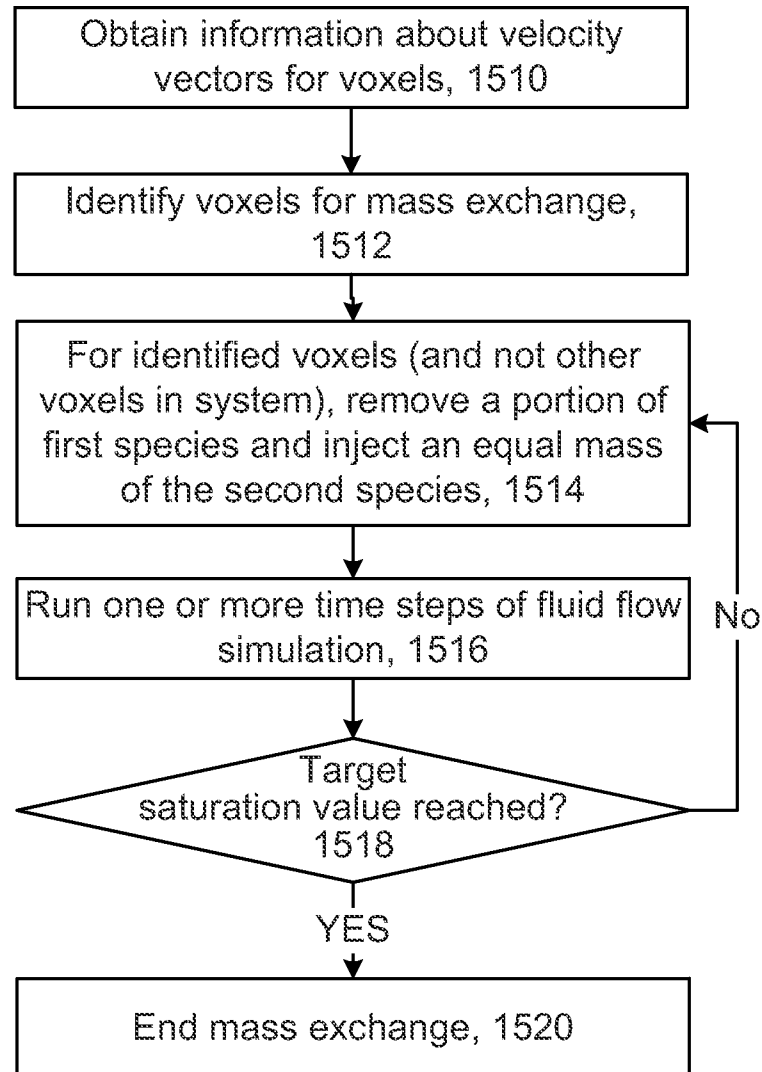 Obtain information about velocity
vectors for voxels, 1510
Identify voxels for mass exchange,
1512
For identified voxels (and not other
voxels in system), remove a portion of
first species and inject an equal mass
of the second species, 1514
Run one or more time steps of fluid flow
simulation, 1516
No
Target
saturation value reached?
1518
YES
End mass exchange, 1520